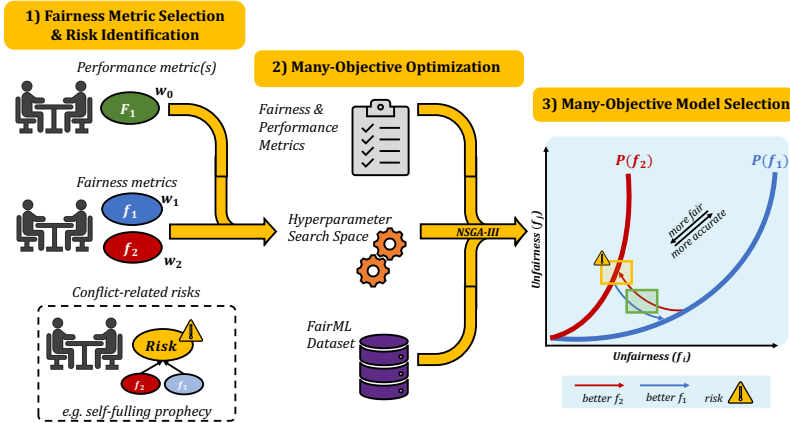 1) Fairness Metric Selection
& Risk Identification
Performance metric(s)
w₀
F₁
Fairness metrics
w₁
f₁
f₂
w₂
Conflict-related risks
Risk
f₂
f₁
e.g. self-fulling prophecy
2) Many-Objective Optimization
Fairness &
Performance
Metrics
Hyperparameter
Search Space
NSGA-III
FairML
Dataset
3) Many-Objective Model Selection
P(f₂)
P(f₁)
more fair
more accurate
Unfairness (fⱼ)
Unfairness (fᵢ)
better f₂
better f₁
risk